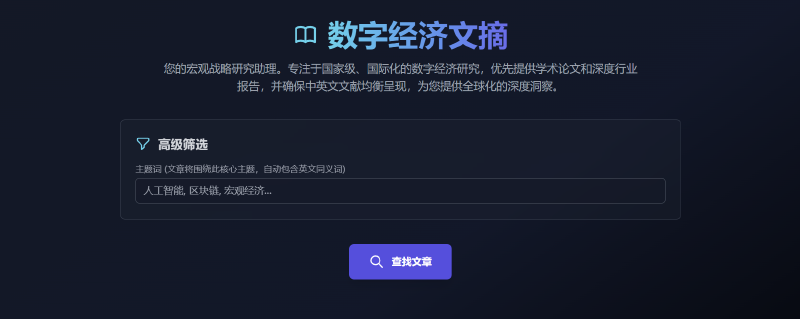 数字经济文摘
您的宏观战略研究助理。专注于国家级、国际化的数字经济研究，优先提供学术论文和深度行业
报告，并确保中英文文献均衡呈现，为您提供全球化的深度洞察。
高级筛选
主题词 (文章将围绕此核心主题，自动包含英文同义词)
人工智能, 区块链, 宏观经济...
查找文章